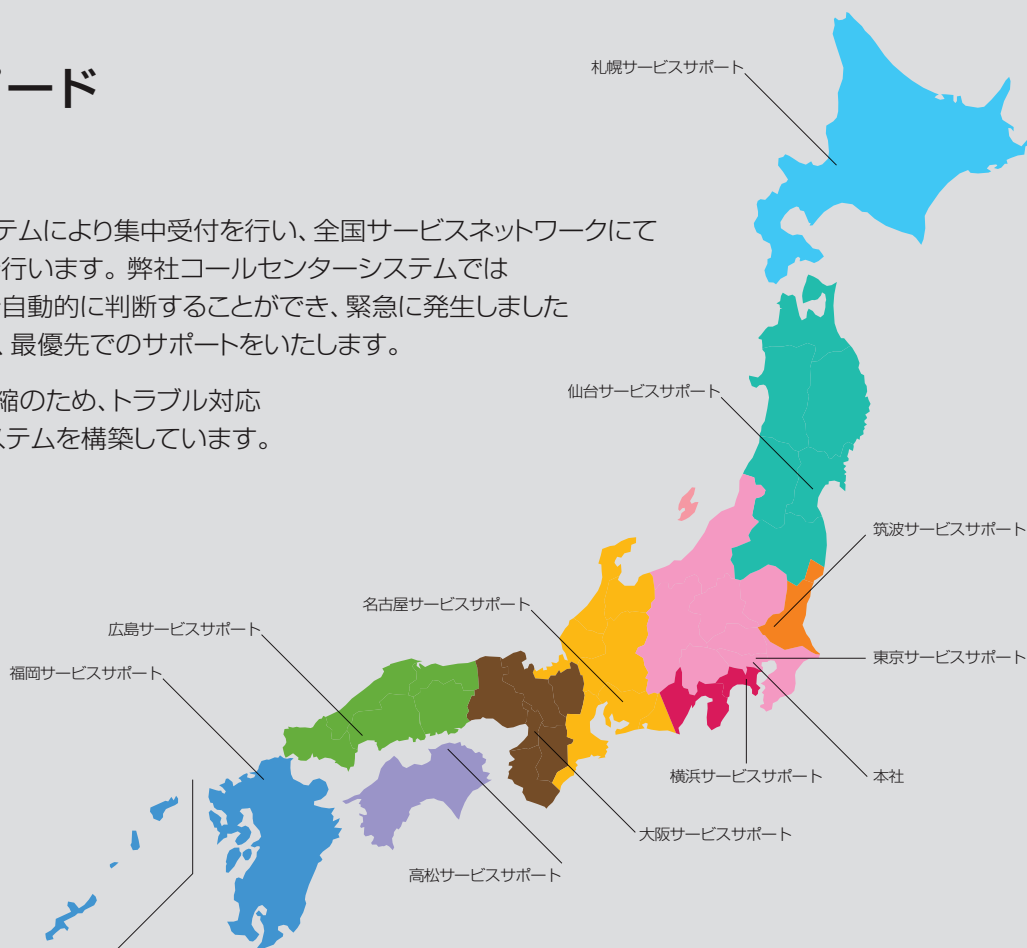 ード
札幌サービスサポート
テムにより集中受付を行い、全国サービスネットワークにて
行います。弊社コールセンターシステムでは
自動的に判断することができ、緊急に発生しました
、最優先でのサポートをいたします。
縮のため、トラブル対応
ステムを構築しています。
仙台サービスサポート
筑波サービスサポート
名古屋サービスサポート
広島サービスサポート
東京サービスサポート
福岡サービスサポート
横浜サービスサポート
本社
大阪サービスサポート
高松サービスサポート